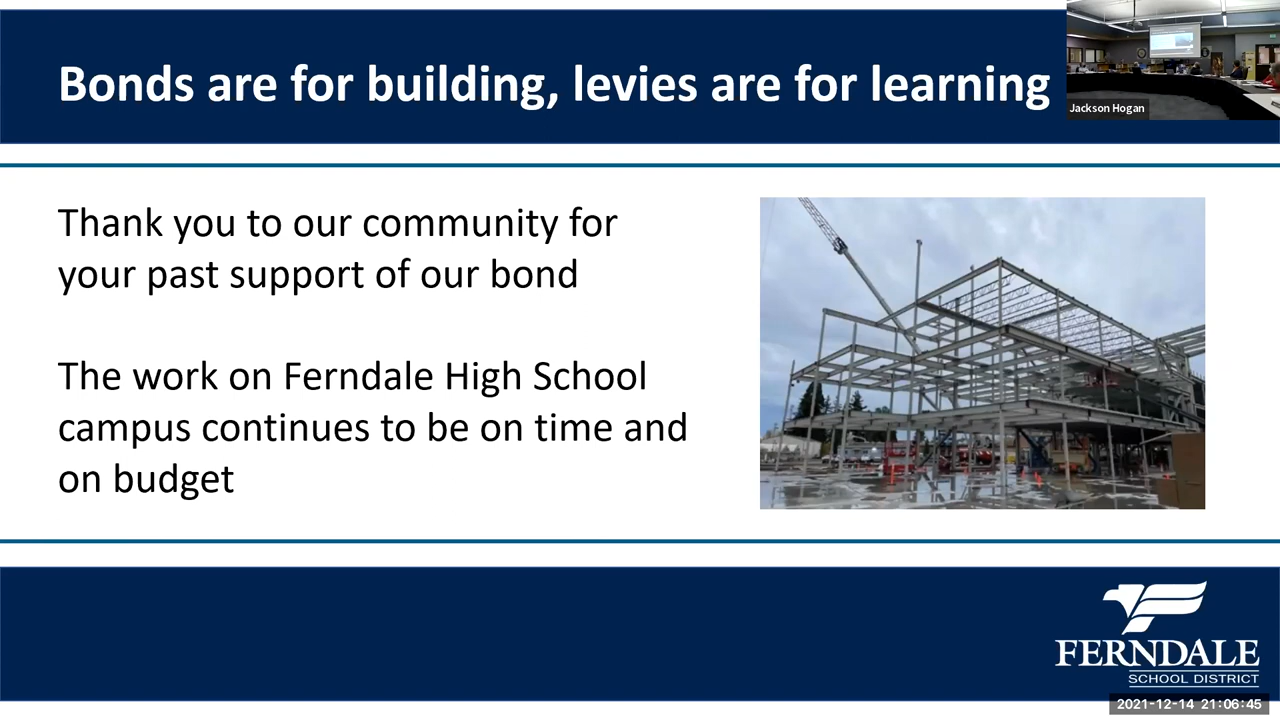 Bonds are for building, levies are for learning
Jackson Hogan
Thank you to our community for
your past support of our bond
The work on Ferndale High School
campus continues to be on time and
on budget
FERNDALE
SCHOOL DISTRICT
2021-12-14 21:06:45